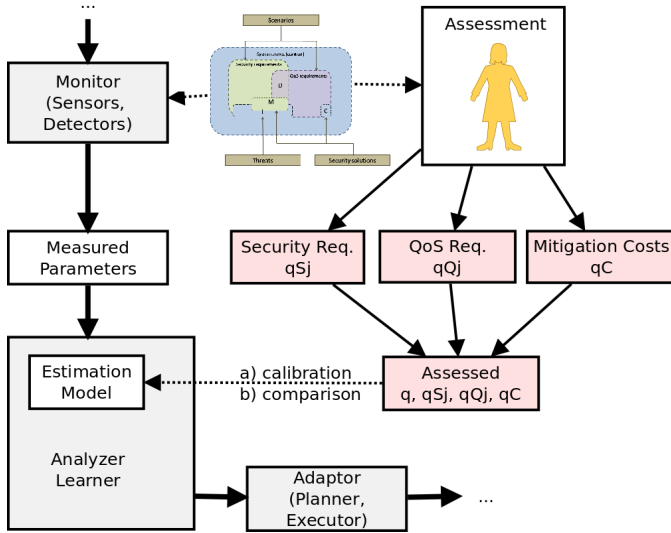 ...
Monitor
(Sensors,
Detectors)
Measured
Parameters
Estimation
Model
Analyzer
Learner
Scenarios
Security requirements
QoS requirements
D
M
C
Threats
Security solutions
Assessment
Security Req.
qSj
QoS Req.
qQj
Mitigation Costs
qC
a) calibration
b) comparison
Assessed
q, qSj, qQj, qC
Adaptor
(Planner,
Executor)
...